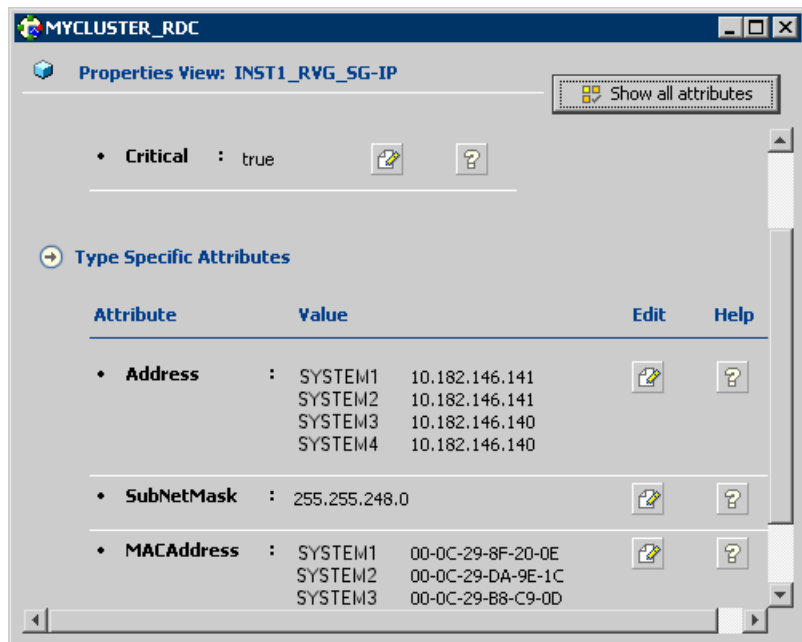 MYCLUSTER_RDC
Properties View: INST1_RVG_SG-IP
Show all attributes
• Critical : true
Type Specific Attributes
Attribute Value Edit Help
• Address : SYSTEM1 10.182.146.141
SYSTEM2 10.182.146.141
SYSTEM3 10.182.146.140
SYSTEM4 10.182.146.140
• SubNetMask : 255.255.248.0
• MACAddress : SYSTEM1 00-0C-29-8F-20-0E
SYSTEM2 00-0C-29-DA-9E-1C
SYSTEM3 00-0C-29-B8-C9-0D